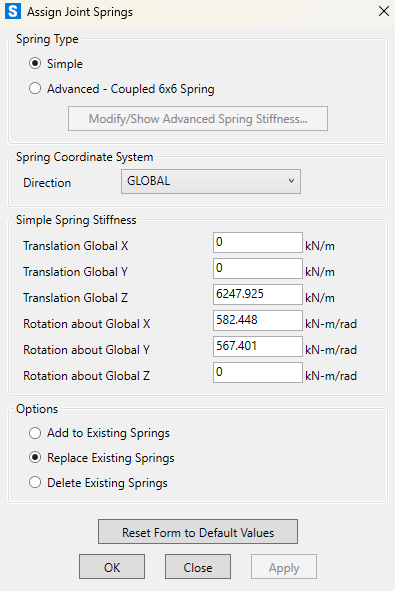 S Assign Joint Springs
Spring Type
Simple
Advanced - Coupled 6x6 Spring
Modify/Show Advanced Spring Stiffness...
Spring Coordinate System
Direction GLOBAL
Simple Spring Stiffness
Translation Global X 0 kN/m
Translation Global Y 0 kN/m
Translation Global Z 6247.925 kN/m
Rotation about Global X 582.448 kN-m/rad
Rotation about Global Y 567.401 kN-m/rad
Rotation about Global Z 0 kN-m/rad
Options
Add to Existing Springs
Replace Existing Springs
Delete Existing Springs
Reset Form to Default Values
OK Close Apply